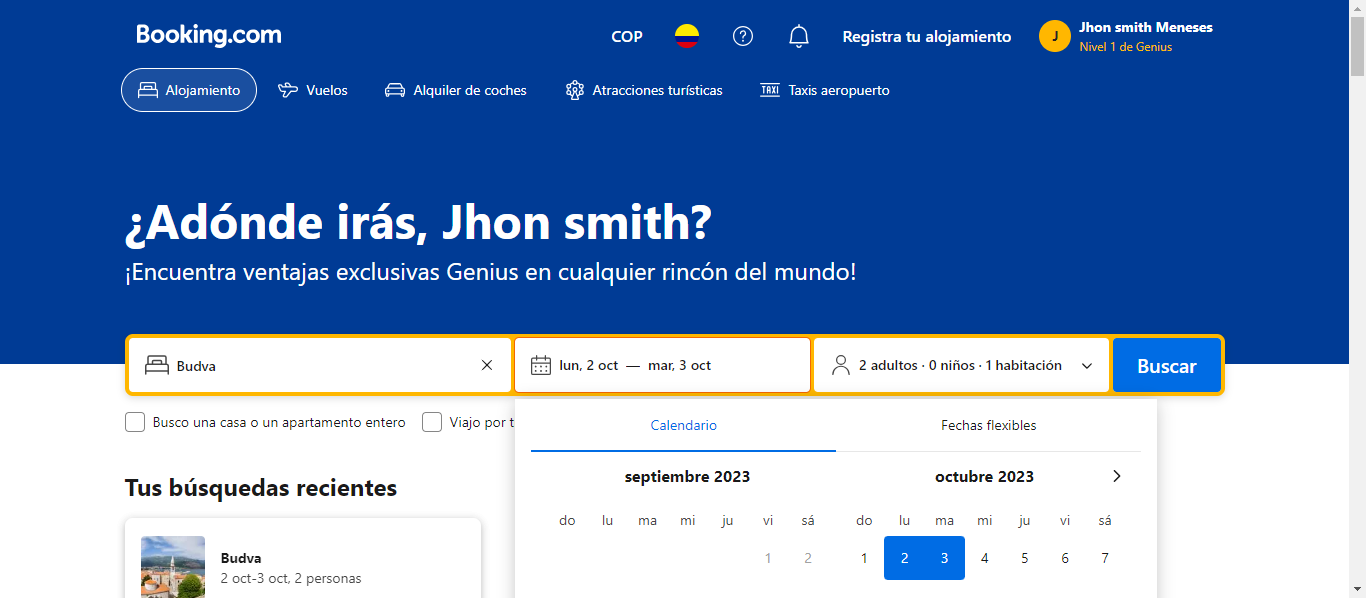 Booking.com
COP
Registra tu alojamiento
J
Jhon smith Meneses
Nivel 1 de Genius
Alojamiento
Vuelos
Alquiler de coches
Atracciones turísticas
TAXI
Taxis aeropuerto
¿Adónde irás, Jhon smith?
¡Encuentra ventajas exclusivas Genius en cualquier rincón del mundo!
Budva
lun, 2 oct — mar, 3 oct
2 adultos · 0 niños · 1 habitación
Buscar
Busco una casa o un apartamento entero
Viajo por t
Calendario
Fechas flexibles
septiembre 2023
octubre 2023
do lu ma mi ju vi sá
do lu ma mi ju vi sá
1 2
1 2 3 4 5 6 7
Tus búsquedas recientes
Budva
2 oct-3 oct, 2 personas